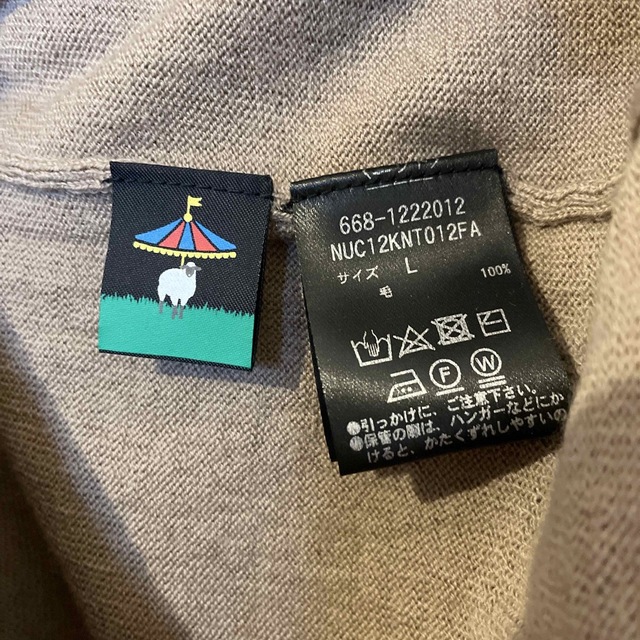 668-1222012
NUC12KNT012FA
サイズ L
毛 100%
F W
●引っかけに、ご注意下さい。
●保管の際は、ハンガーなどにか
けると、かたくずれしやすいの